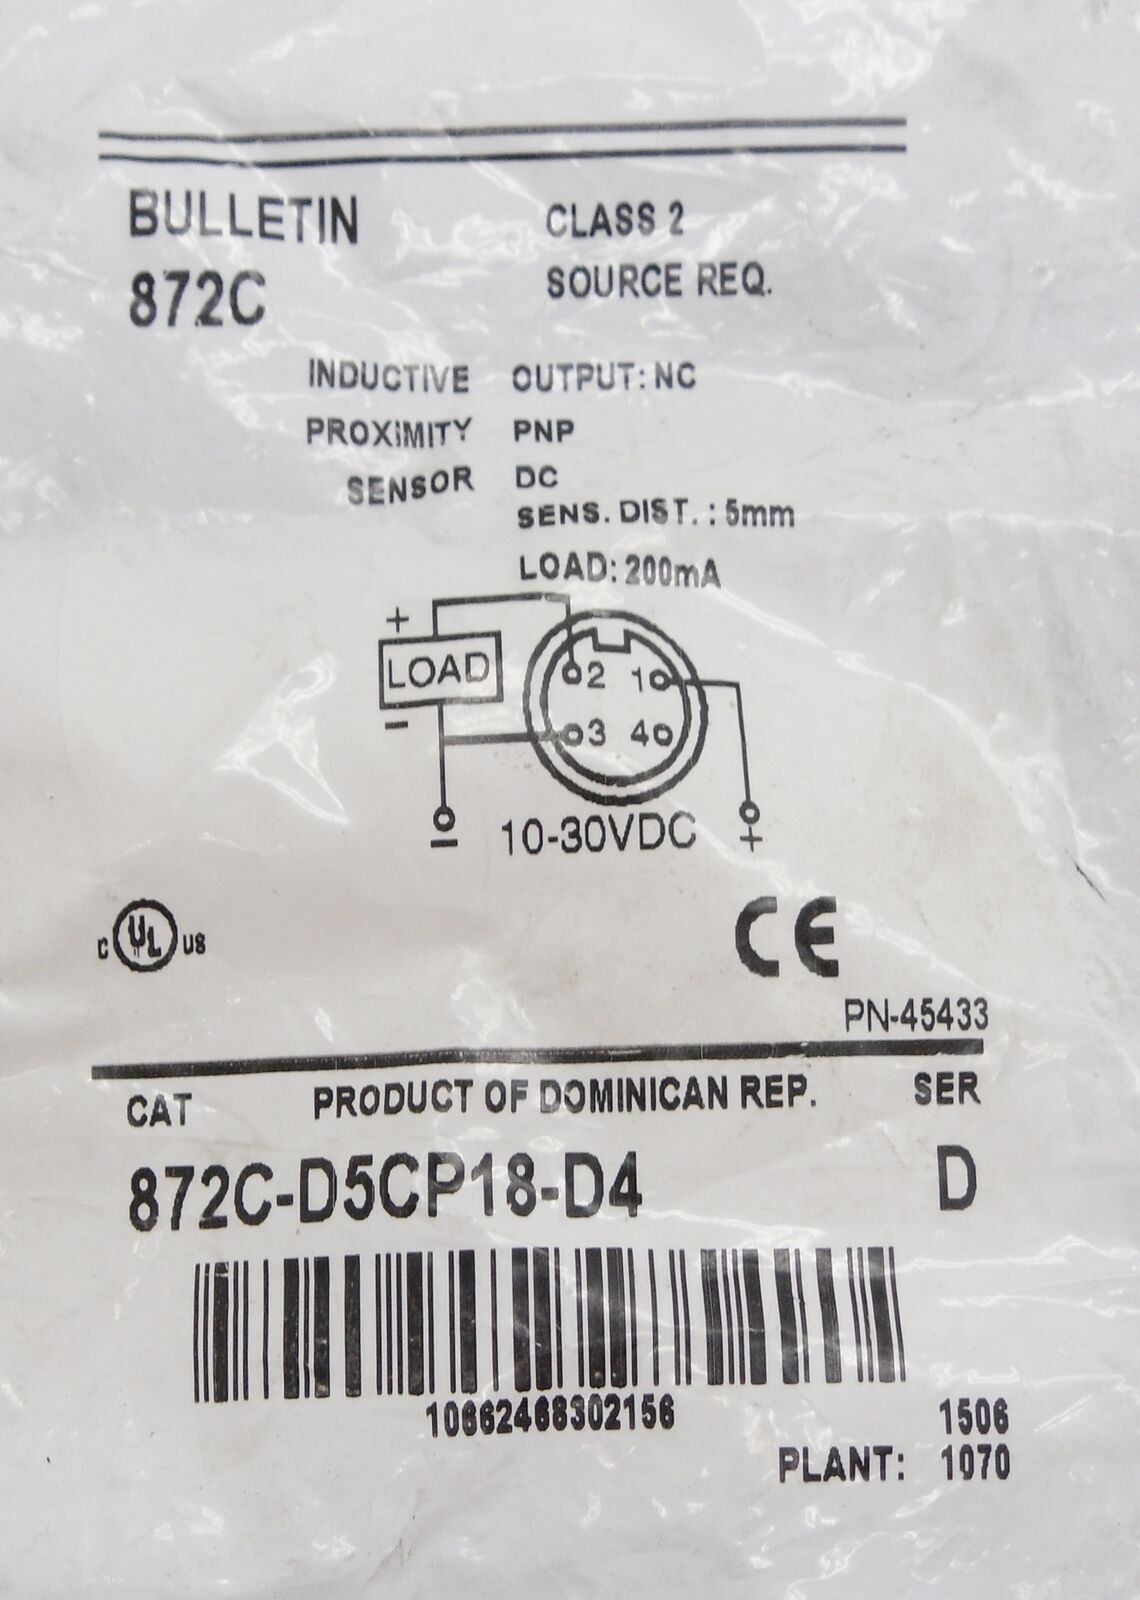 BULLETIN
872C
CLASS 2
SOURCE REQ.
INDUCTIVE
PROXIMITY
SENSOR
OUTPUT: NC
PNP
DC
SENS. DIST. : 5mm
LOAD: 200mA
+
LOAD
−
2 1
3 4
− 10-30VDC +
C UL US
CE
PN-45433
CAT PRODUCT OF DOMINICAN REP. SER
872C-D5CP18-D4 D
10662468302156
1506
PLANT: 1070